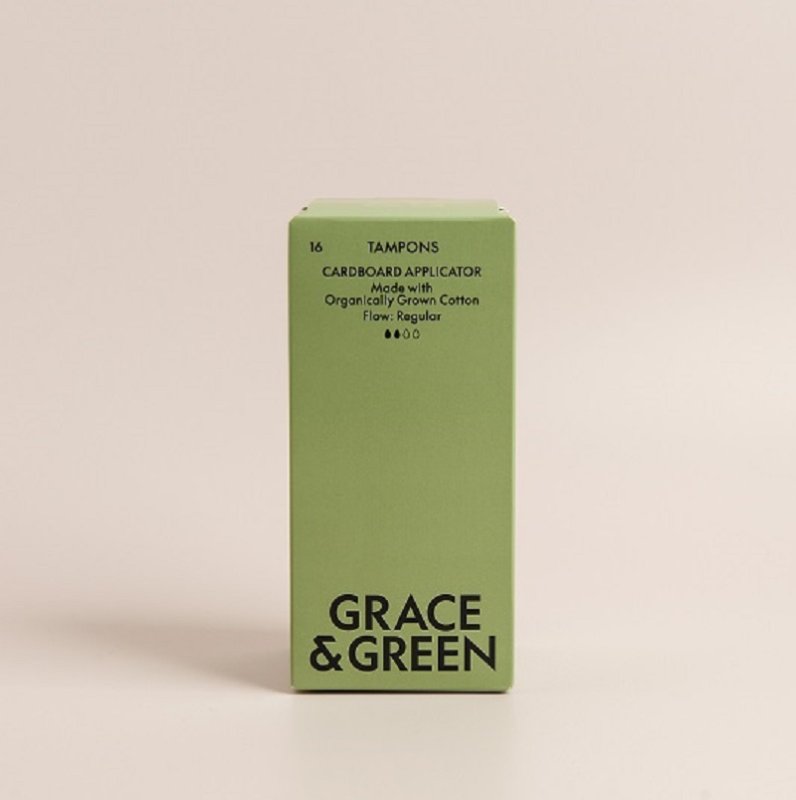 16 TAMPONS
CARDBOARD APPLICATOR
Made with
Organically Grown Cotton
Flow: Regular
GRACE
&GREEN